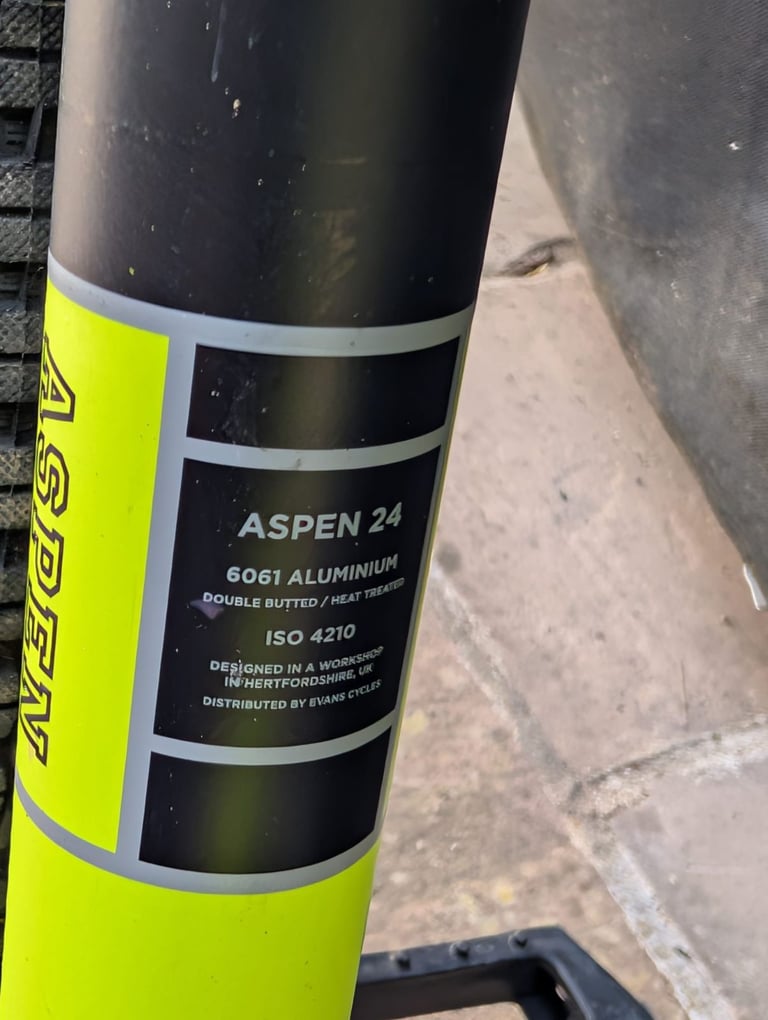 ASPEN
ASPEN 24
6061 ALUMINIUM
DOUBLE BUTTED / HEAT TREATED
ISO 4210
DESIGNED IN A WORKSHOP
IN HERTFORDSHIRE, UK
DISTRIBUTED BY EVANS CYCLES